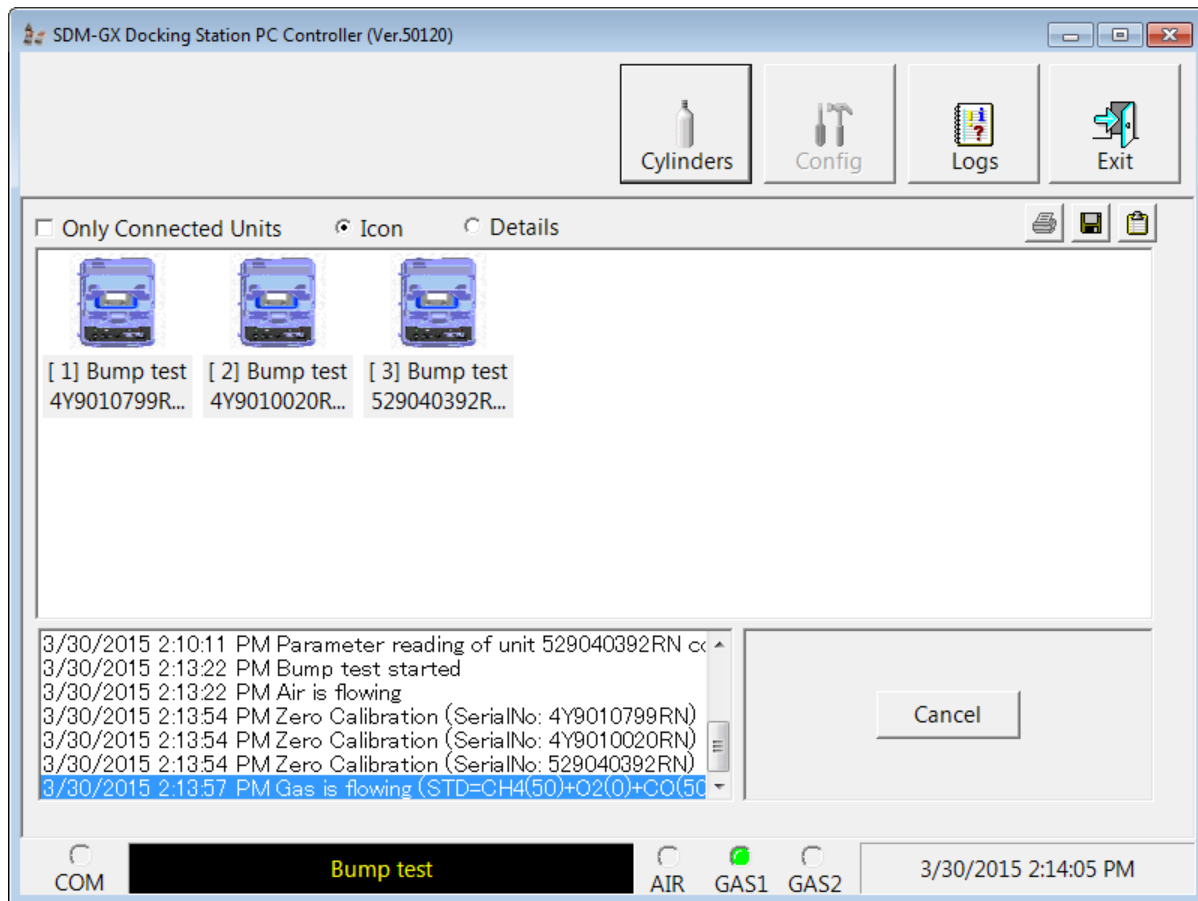 SDM-GX Docking Station PC Controller (Ver.50120)
Cylinders
Config
Logs
Exit
Only Connected Units
Icon
Details
[ 1] Bump test
4Y9010799R...
[ 2] Bump test
4Y9010020R...
[ 3] Bump test
529040392R...
3/30/2015 2:10:11 PM Parameter reading of unit 529040392RN
3/30/2015 2:13:22 PM Bump test started
3/30/2015 2:13:22 PM Air is flowing
3/30/2015 2:13:54 PM Zero Calibration (SerialNo: 4Y9010799RN)
3/30/2015 2:13:54 PM Zero Calibration (SerialNo: 4Y9010020RN)
3/30/2015 2:13:54 PM Zero Calibration (SerialNo: 529040392RN)
3/30/2015 2:13:57 PM Gas is flowing (STD=CH4(50)+O2(0)+CO(50
Cancel
COM
Bump test
AIR
GAS1
GAS2
3/30/2015 2:14:05 PM